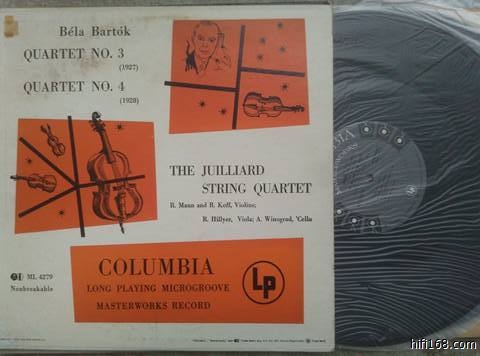 Béla Bartók
QUARTET NO. 3
(1927)
QUARTET NO. 4
(1928)
THE JUILLIARD
STRING QUARTET
R. Mann and R. Koff, Violins;
R. Hillyer, Viola; A. Winograd, 'Cello
COLUMBIA
LONG PLAYING MICROGROOVE
MASTERWORKS RECORD
Lp
ML 4279
Nonbreakable
hifi168.com